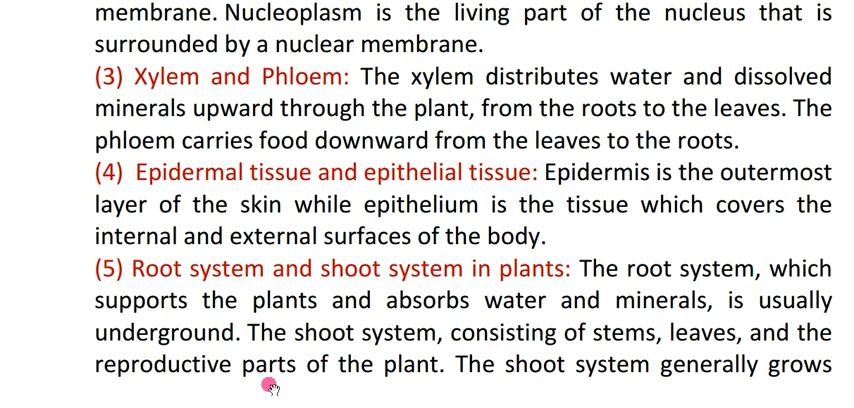 membrane. Nucleoplasm is the living part of the nucleus that is
surrounded by a nuclear membrane.
(3) Xylem and Phloem: The xylem distributes water and dissolved
minerals upward through the plant, from the roots to the leaves. The
phloem carries food downward from the leaves to the roots.
(4) Epidermal tissue and epithelial tissue: Epidermis is the outermost
layer of the skin while epithelium is the tissue which covers the
internal and external surfaces of the body.
(5) Root system and shoot system in plants: The root system, which
supports the plants and absorbs water and minerals, is usually
underground. The shoot system, consisting of stems, leaves, and the
reproductive parts of the plant. The shoot system generally grows